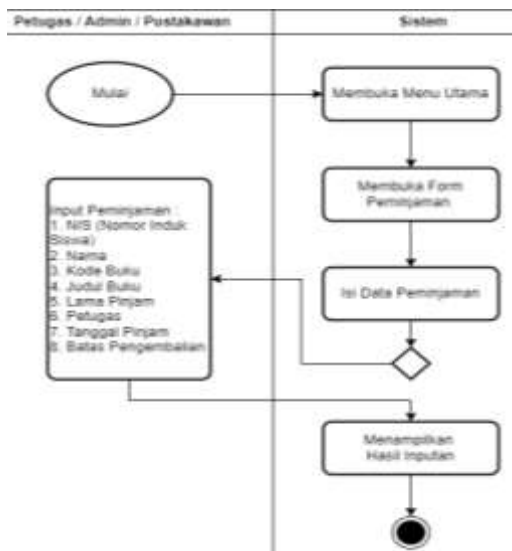 Petugas / Admin / Pustakawan
Sistem
Mulai
Membuka Menu Utama
Membuka Form
Peminjaman
Input Peminjaman :
1. NIS (Nomor Induk
Siswa)
2. Nama
3. Kode Buku
4. Judul Buku
5. Lama Pinjam
6. Petugas
7. Tanggal Pinjam
8. Batas Pengembalian
Isi Data Peminjaman
Menampilkan
Hasil Inputan